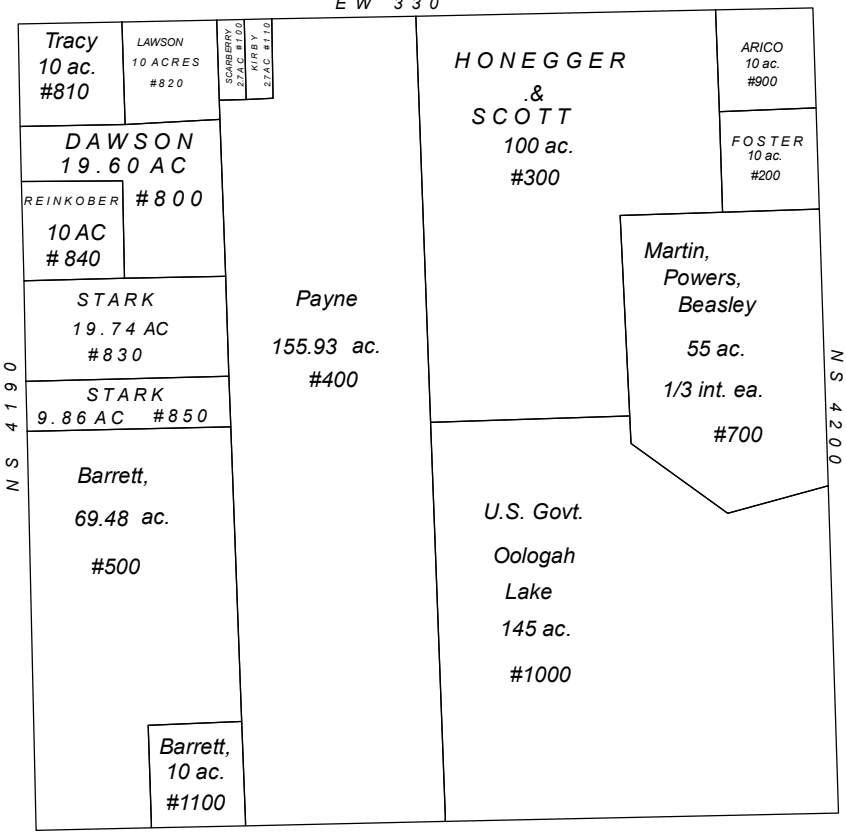 EW 330
Tracy
10 ac.
#810
LAWSON
10 ACRES
#820
SCARBERRY
2.7AC #100
KIRBY
2.7AC #110
HONEGGER
&
SCOTT
100 ac.
#300
ARICO
10 ac.
#900
FOSTER
10 ac.
#200
DAWSON
19.60 AC
#800
REINKOBER
10 AC
#840
STARK
19.74 AC
#830
STARK
9.86 AC #850
Payne
155.93 ac.
#400
Martin,
Powers,
Beasley
55 ac.
1/3 int. ea.
#700
NS 4190
NS 4200
Barrett,
69.48 ac.
#500
U.S. Govt.
Oologah
Lake
145 ac.
#1000
Barrett,
10 ac.
#1100